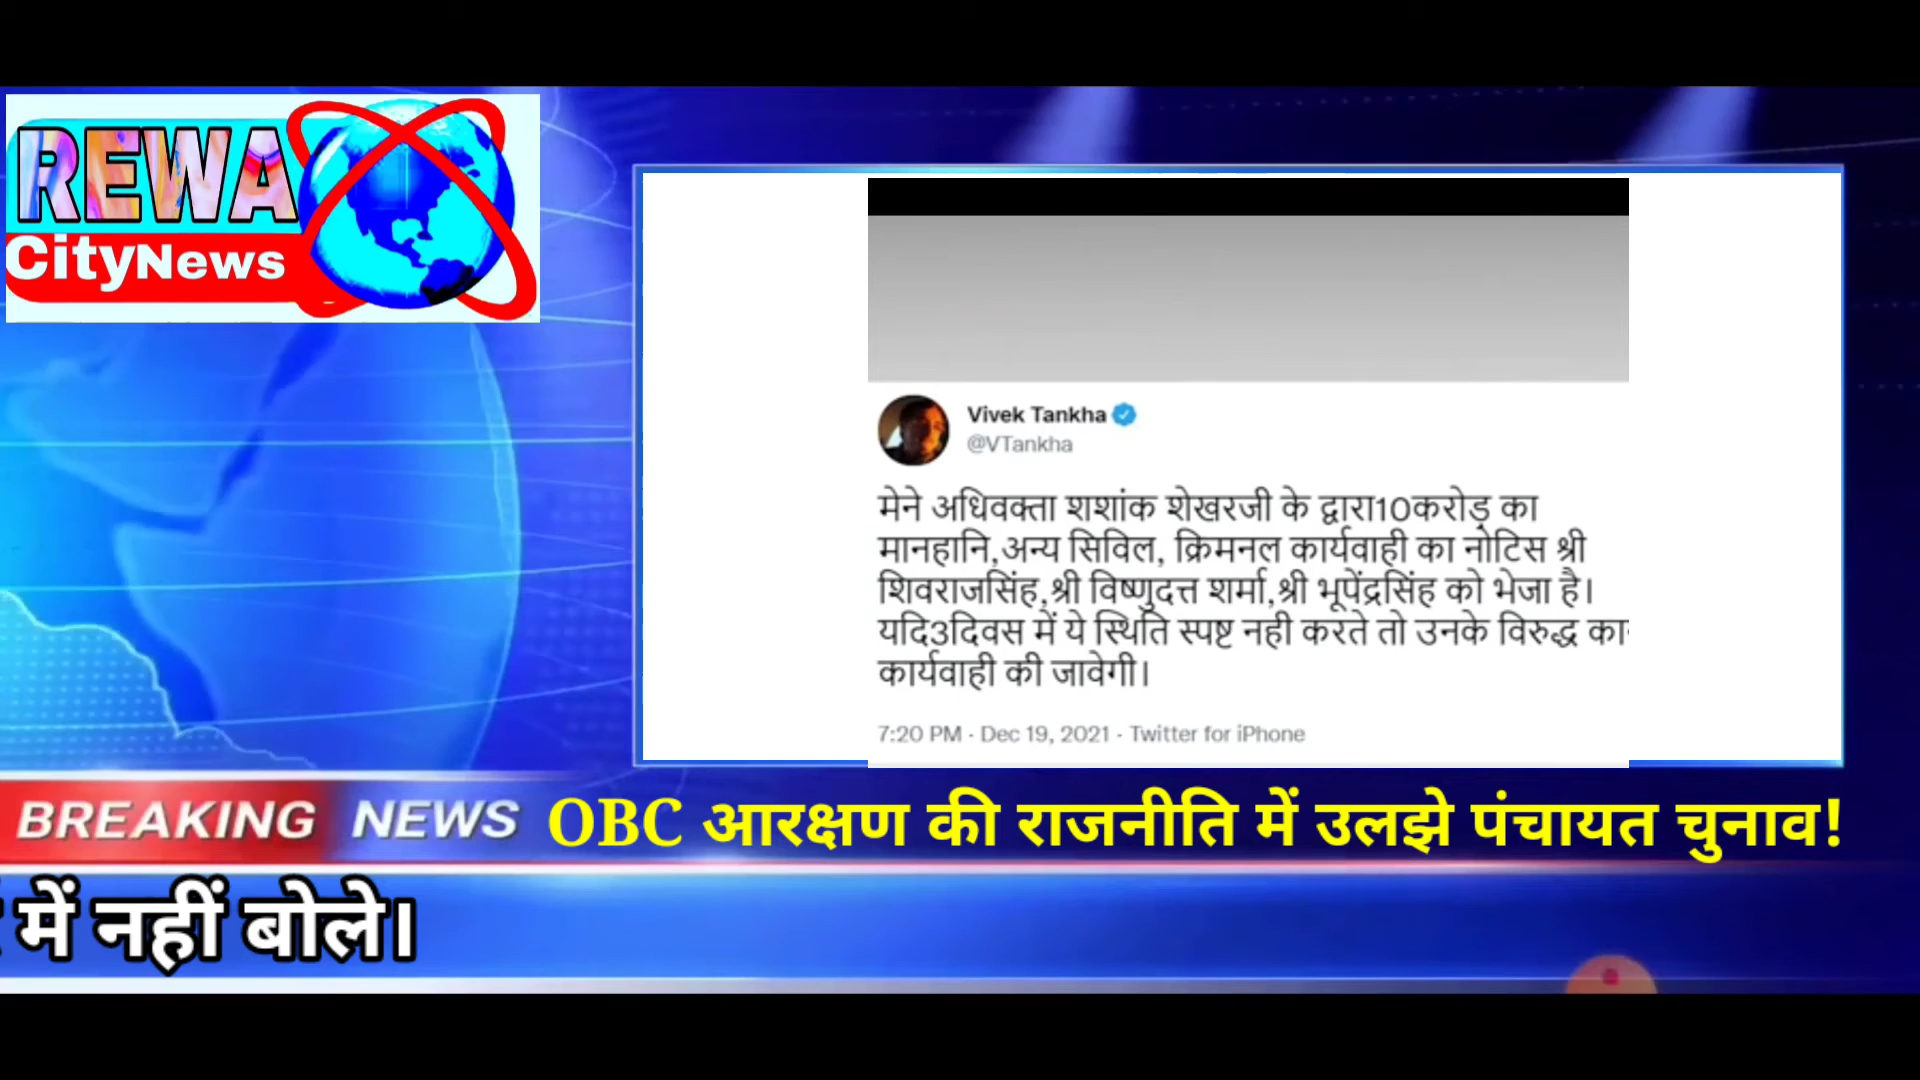 REWA
CityNews
Vivek Tankha
@VTankha
मेने अधिवक्ता शशांक शेखरजी के द्वारा10करोड़ का
मानहानि,अन्य सिविल, क्रिमनल कार्यवाही का नोटिस श्री
शिवराजसिंह,श्री विष्णुदत्त शर्मा,श्री भूपेंद्रसिंह को भेजा है।
यदि3दिवस में ये स्थिति स्पष्ट नही करते तो उनके विरुद्ध
कार्यवाही की जावेगी।
7:20 PM · Dec 19, 2021 · Twitter for iPhone
BREAKING NEWS OBC आरक्षण की राजनीति में उलझे पंचायत चुनाव!
में नहीं बोले।